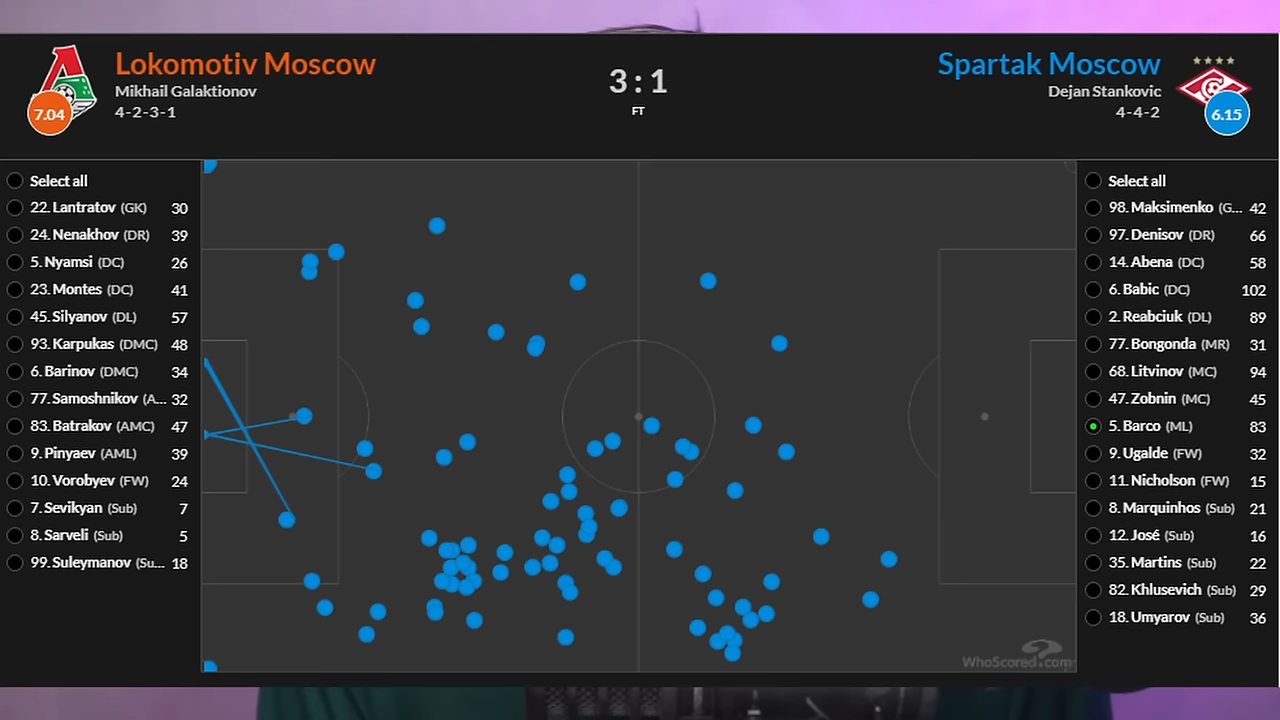 Lokomotiv Moscow
Mikhail Galaktionov
4-2-3-1
7.04
3 : 1
FT
Spartak Moscow
Dejan Stankovic
4-4-2
6.15
Select all
22. Lantratov (GK) 30
24. Nenakhov (DR) 39
5. Nyamsi (DC) 26
23. Montes (DC) 41
45. Silyanov (DL) 57
93. Karpukas (DMC) 48
6. Barinov (DMC) 34
77. Samoshnikov (A... 32
83. Batrakov (AMC) 47
9. Pinyaev (AML) 39
10. Vorobyev (FW) 24
7. Sevikyan (Sub) 7
8. Sarveli (Sub) 5
99. Suleymanov (Su... 18
Select all
98. Maksimenko (G... 42
97. Denisov (DR) 66
14. Abena (DC) 58
6. Babic (DC) 102
2. Reabciuk (DL) 89
77. Bongonda (MR) 31
68. Litvinov (MC) 94
47. Zobnin (MC) 45
5. Barco (ML) 83
9. Ugalde (FW) 32
11. Nicholson (FW) 15
8. Marquinhos (Sub) 21
12. José (Sub) 16
35. Martins (Sub) 22
82. Khlusevich (Sub) 29
18. Umyarov (Sub) 36
WhoScored.com